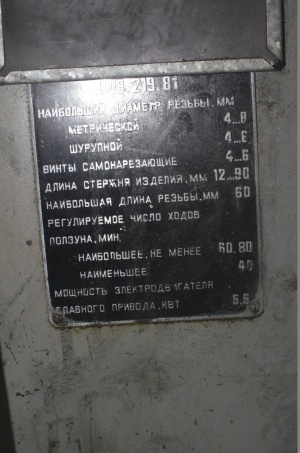 НАИБОЛЬШИЙ ДИАМЕТР РЕЗЬБЫ, ММ
МЕТРИЧЕСКОЙ 4...8
ШУРУПНОЙ 4...6
ВИНТЫ САМОНАРЕЗАЮЩИЕ 4...6
ДЛИНА СТЕРЖНЯ ИЗДЕЛИЯ, ММ 12...90
НАИБОЛЬШАЯ ДЛИНА РЕЗЬБЫ, ММ 60
РЕГУЛИРУЕМОЕ ЧИСЛО ХОДОВ
ПОЛЗУНА, МИН.
НАИБОЛЬШЕЕ, НЕ МЕНЕЕ 60,80
НАИМЕНЬШЕЕ 40
МОЩНОСТЬ ЭЛЕКТРОДВИГАТЕЛЯ
ГЛАВНОГО ПРИВОДА, КВТ 5,5